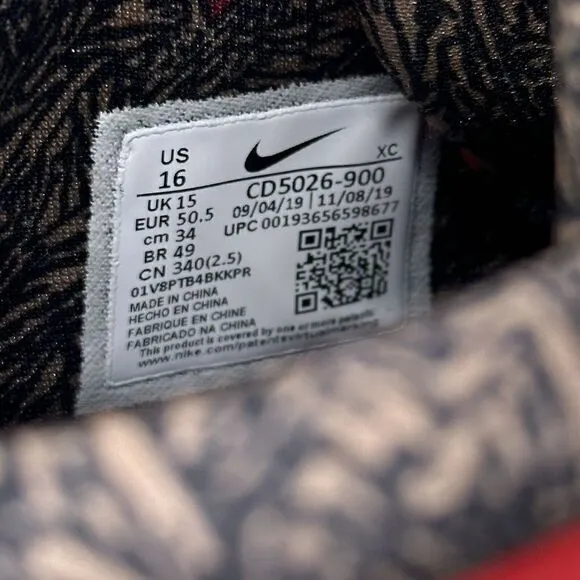 US
16
XC
CD5026-900
UK 15
09/04/19 | 11/08/19
EUR 50.5
UPC 00193656598677
cm 34
BR 49
CN 340(2.5)
01V8PTB4BKKPR
MADE IN CHINA
HECHO EN CHINA
FABRIQUE EN CHINE
FABRICADO NA CHINA
This product is covered by one or more patents
www.nike.com/patentsvirtualmarking